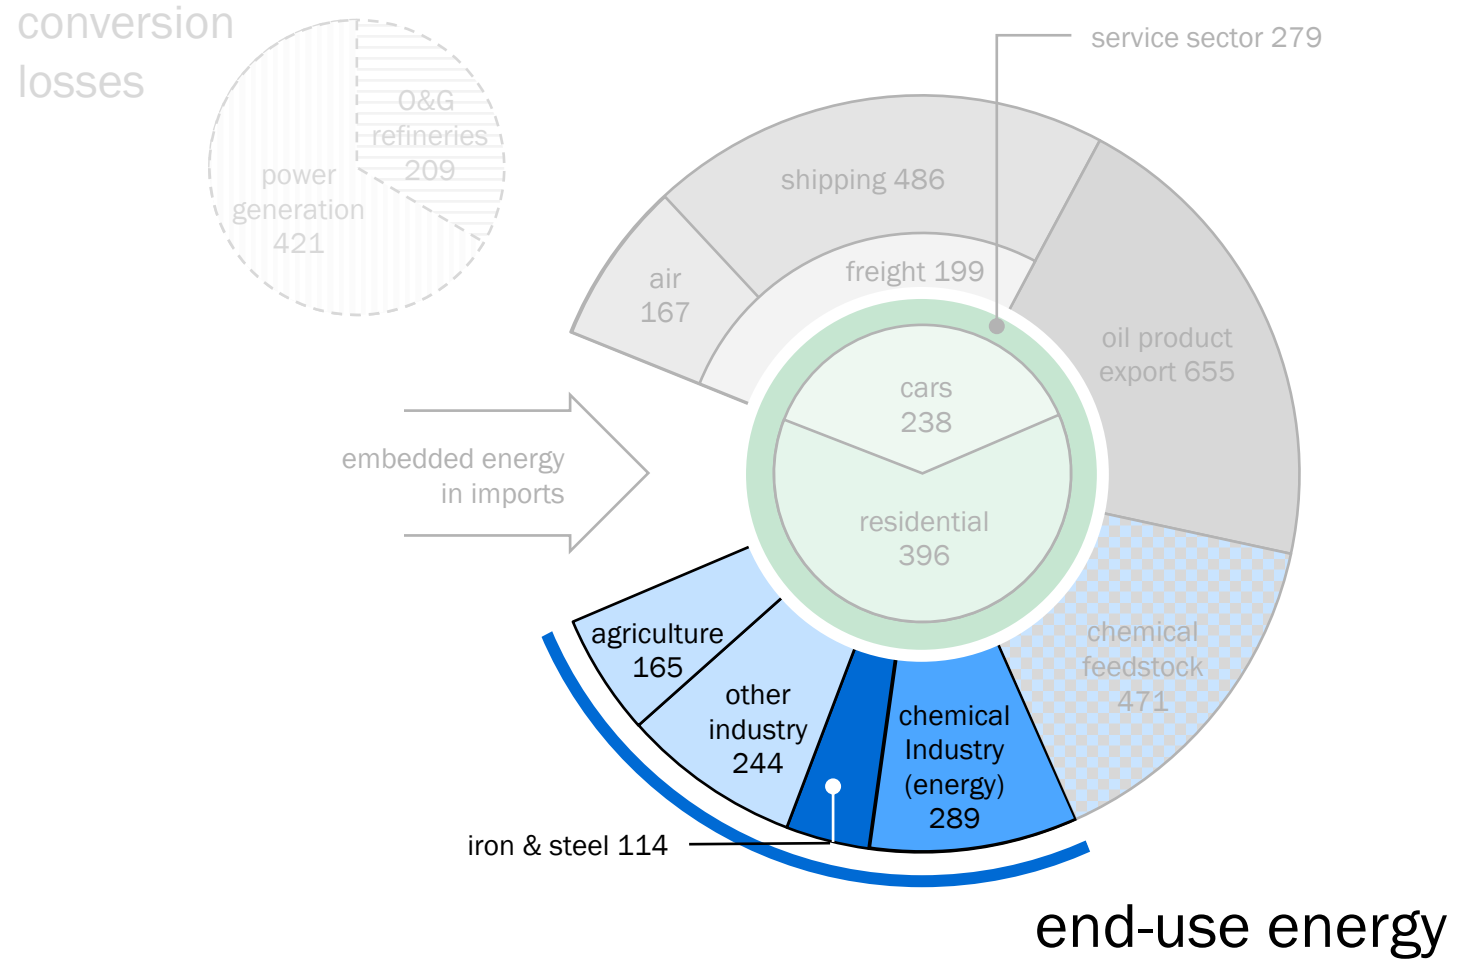 conversion
losses
O&G
refineries
209
power
generation
421
service sector 279
shipping 486
air
167
freight 199
oil product
export 655
cars
238
embedded energy
in imports
residential
396
agriculture
165
other
industry
244
chemical
Industry
(energy)
289
chemical
feedstock
471
iron & steel 114
end-use energy